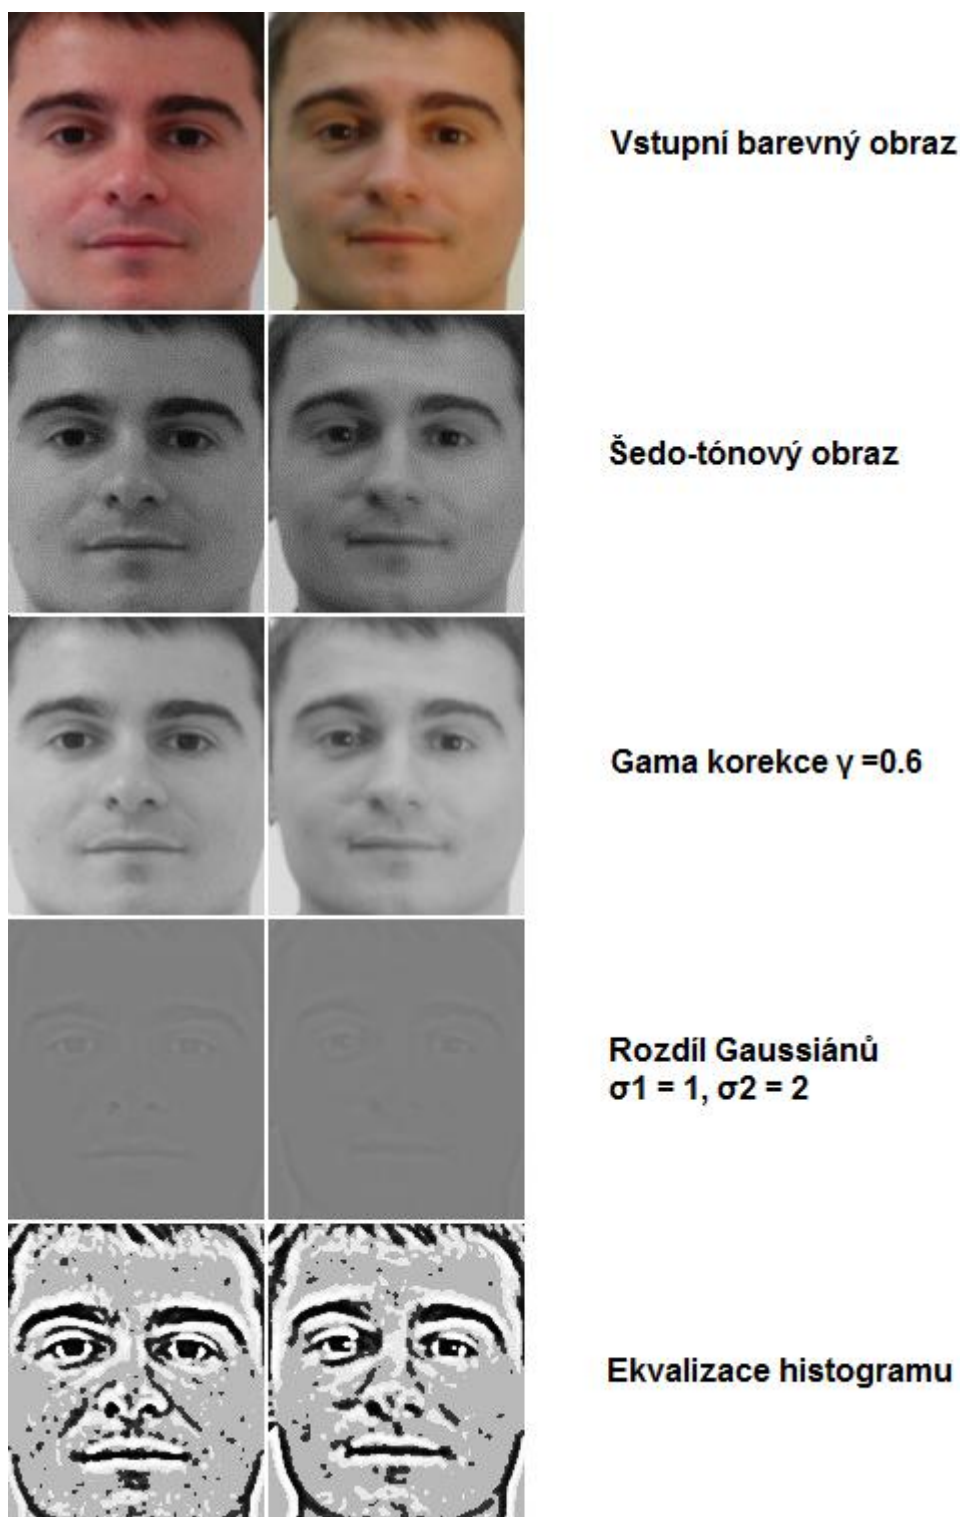 Vstupní barevný obraz
Šedo-tónový obraz
Gama korekce γ =0.6
Rozdíl Gaussiánů
σ1 = 1, σ2 = 2
Ekvalizace histogramu